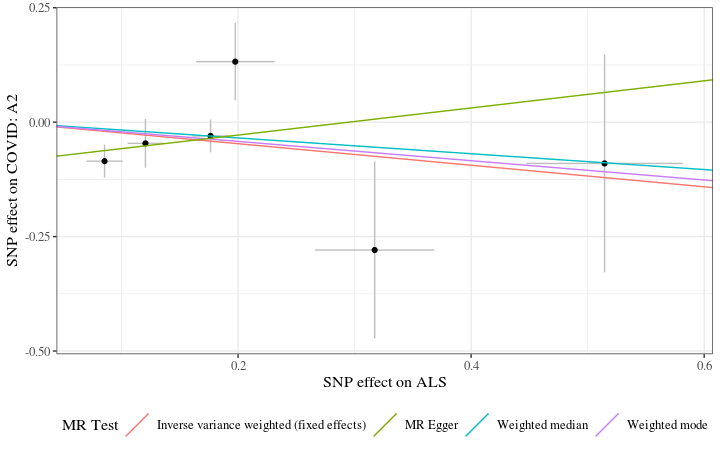 0.25
0.00
-0.25
-0.50
SNP effect on COVID: A2
0.2
0.4
0.6
SNP effect on ALS
MR Test
Inverse variance weighted (fixed effects)
MR Egger
Weighted median
Weighted mode